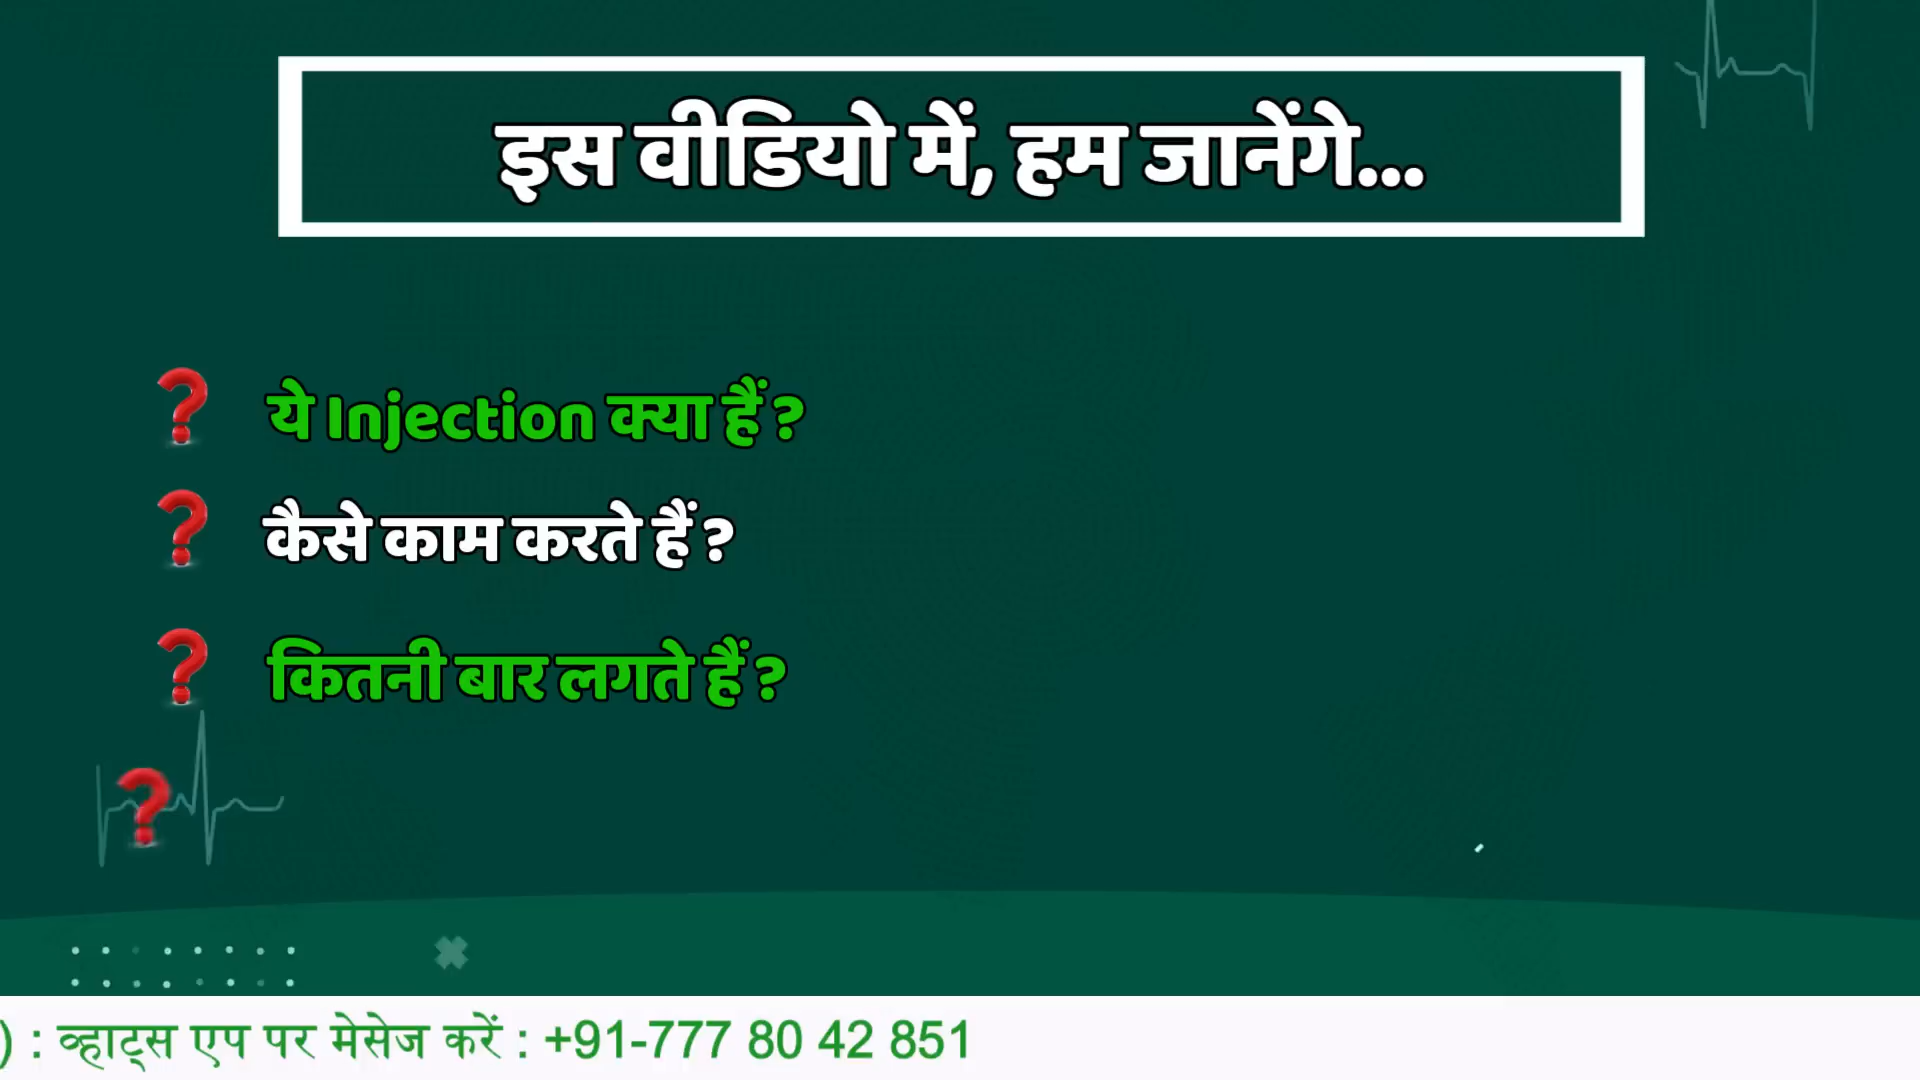 इस वीडियो में, हम जानेंगे...
ये Injection क्या हैं ?
कैसे काम करते हैं ?
कितनी बार लगते हैं ?
) : व्हाट्स एप पर मेसेज करें : +91-777 80 42 851